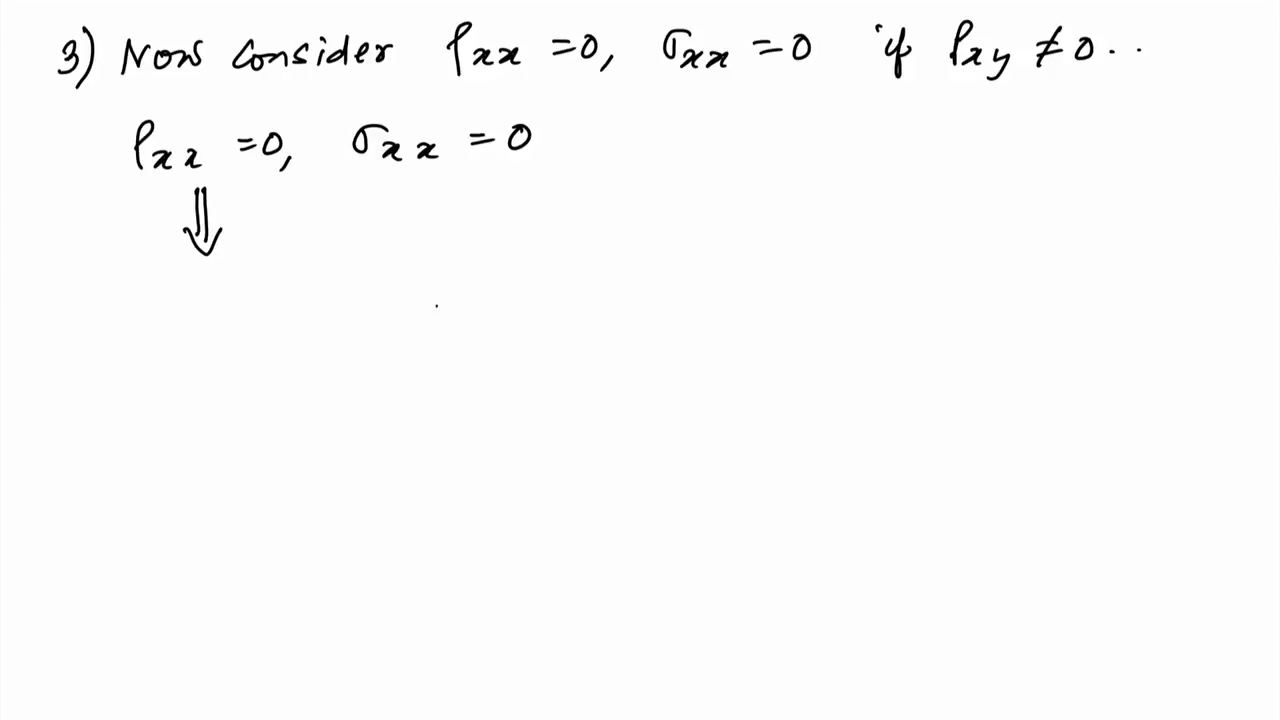 3) Now consider ρxx =0, σxx =0 if ρxy ≠0 ..
ρxx =0, σxx =0
⇓